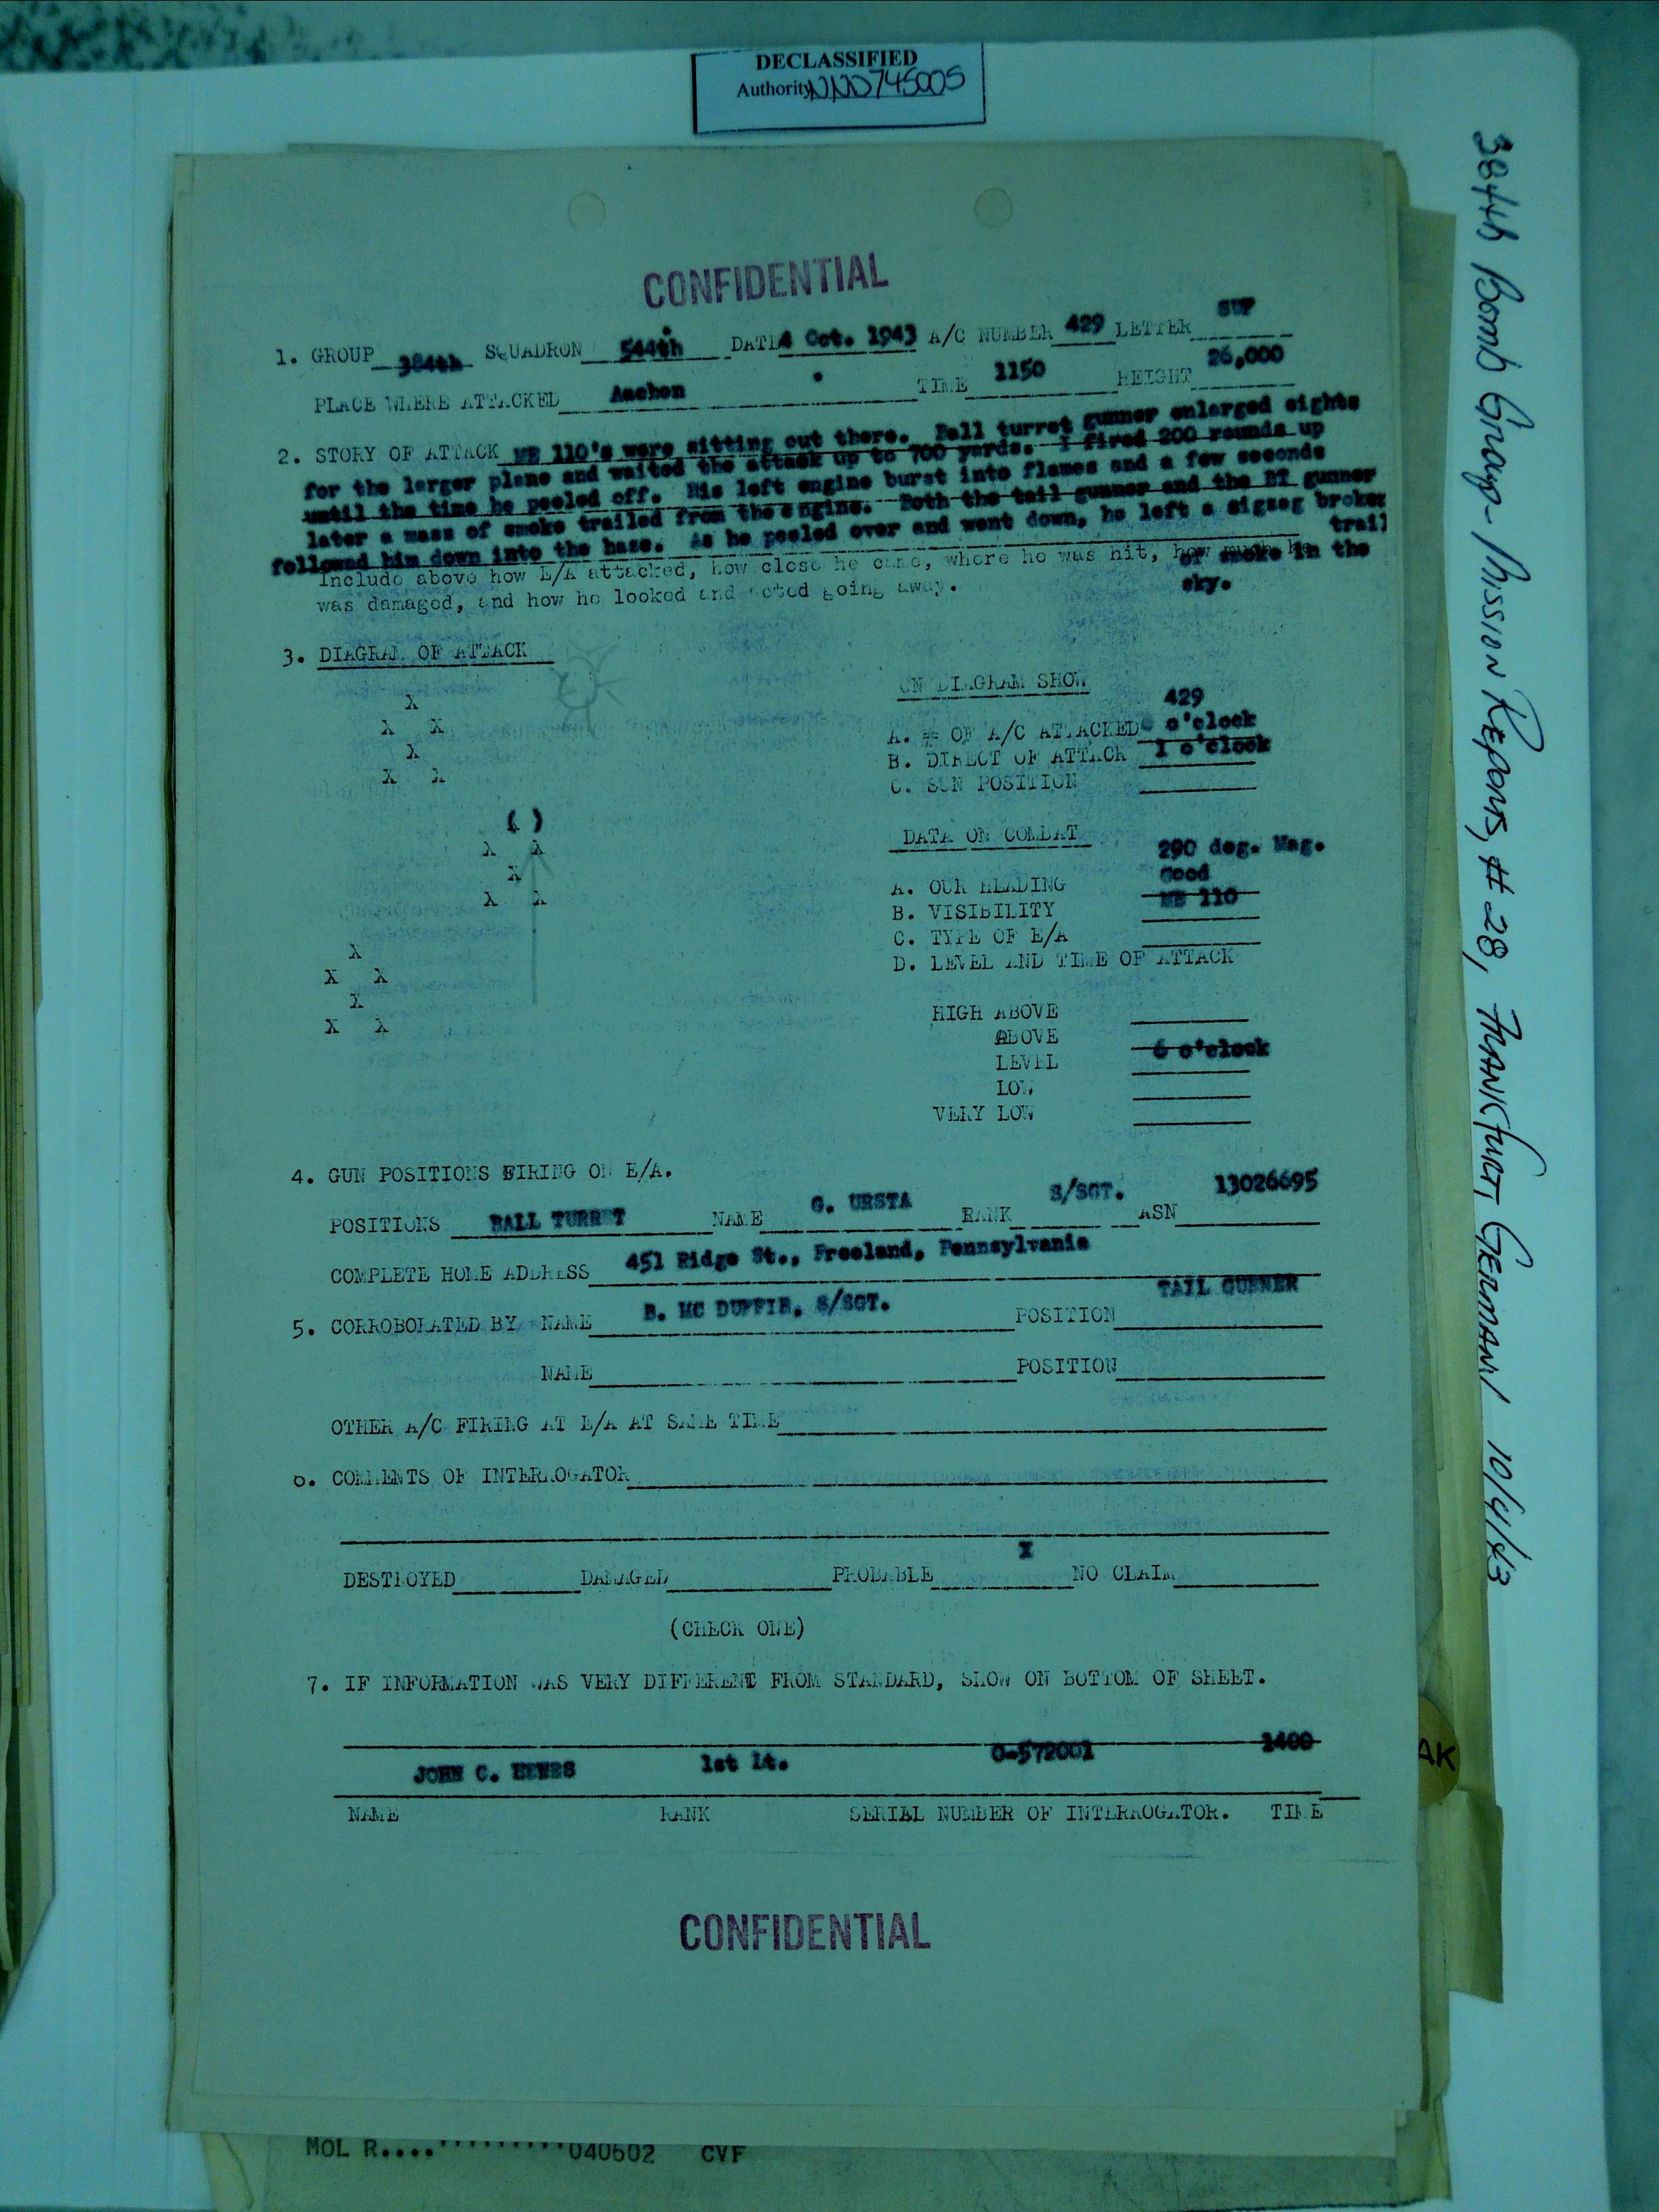 DECLASSIFIED
Authority NND745005
384th Bomb Group - Mission Reports, # 28, FRANKfurt, GERMANY 10/4/43
CONFIDENTIAL
1. GROUP 384th SQUADRON 544th DATE 4 Oct. 1943 A/C NUMBER 429 LETTER SUP
PLACE WHERE ATTACKED Aachen TIME 1150 HEIGHT 26,000
2. STORY OF ATTACK ME 110's were sitting out there. Ball turret gunner enlarged sights
for the larger plane and waited the attack up to 700 yards. I fired 200 rounds up
until the time he peeled off. His left engine burst into flames and a few seconds
later a mass of smoke trailed from the engine. Both the tail gunner and the BT gunner
followed him down into the haze. As he peeled over and went down, he left a zigzag broken
trail
of smoke in the
sky.
Include above how E/A attacked, how close he came, where he was hit, how much he
was damaged, and how he looked and acted going away.
3. DIAGRAM OF ATTACK
X
X X
X
X X
( )
X X
X
X X
X
X X
X
X X
ON DIAGRAM SHOW
429
A. # OF A/C ATTACKED 6 o'clock
B. DIRECT OF ATTACK 1 o'clock
C. SUN POSITION
DATA ON COMBAT
290 deg. Mag.
A. OUR HEADING Good
B. VISIBILITY ME 110
C. TYPE OF E/A
D. LEVEL AND TIME OF ATTACK
HIGH ABOVE
ABOVE
LEVEL 6 o'clock
LOW
VERY LOW
4. GUN POSITIONS FIRING ON E/A.
POSITIONS BALL TURRET NAME G. URSTA RANK S/SGT. ASN 13026695
COMPLETE HOME ADDRESS 451 Ridge St., Freeland, Pennsylvania
5. CORROBORATED BY NAME B. MC DUFFIE, S/SGT. POSITION TAIL GUNNER
NAME POSITION
OTHER A/C FIRING AT E/A AT SAME TIME
6. COMMENTS OF INTERROGATOR
DESTROYED DAMAGED PROBABLE X NO CLAIM
(CHECK ONE)
7. IF INFORMATION WAS VERY DIFFERENT FROM STANDARD, SHOW ON BOTTOM OF SHEET.
JOHN C. 1st Lt. O-572001 1400
NAME RANK SERIAL NUMBER OF INTERROGATOR. TIME
CONFIDENTIAL
AK
MOL R.... 040602 CVF